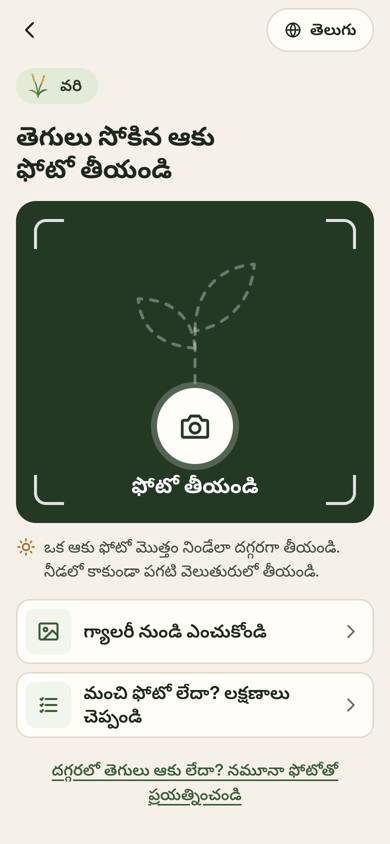 తెలుగు
వరి
తెగులు సోకిన ఆకు
ఫోటో తీయండి
ఫోటో తీయండి
ఒక ఆకు ఫోటో మొత్తం నిండేలా దగ్గరగా తీయండి.
నీడలో కాకుండా పగటి వెలుతురులో తీయండి.
గ్యాలరీ నుండి ఎంచుకోండి
మంచి ఫోటో లేదా? లక్షణాలు
చెప్పండి
దగ్గరలో తెగులు ఆకు లేదా? నమూనా ఫోటోతో
ప్రయత్నించండి